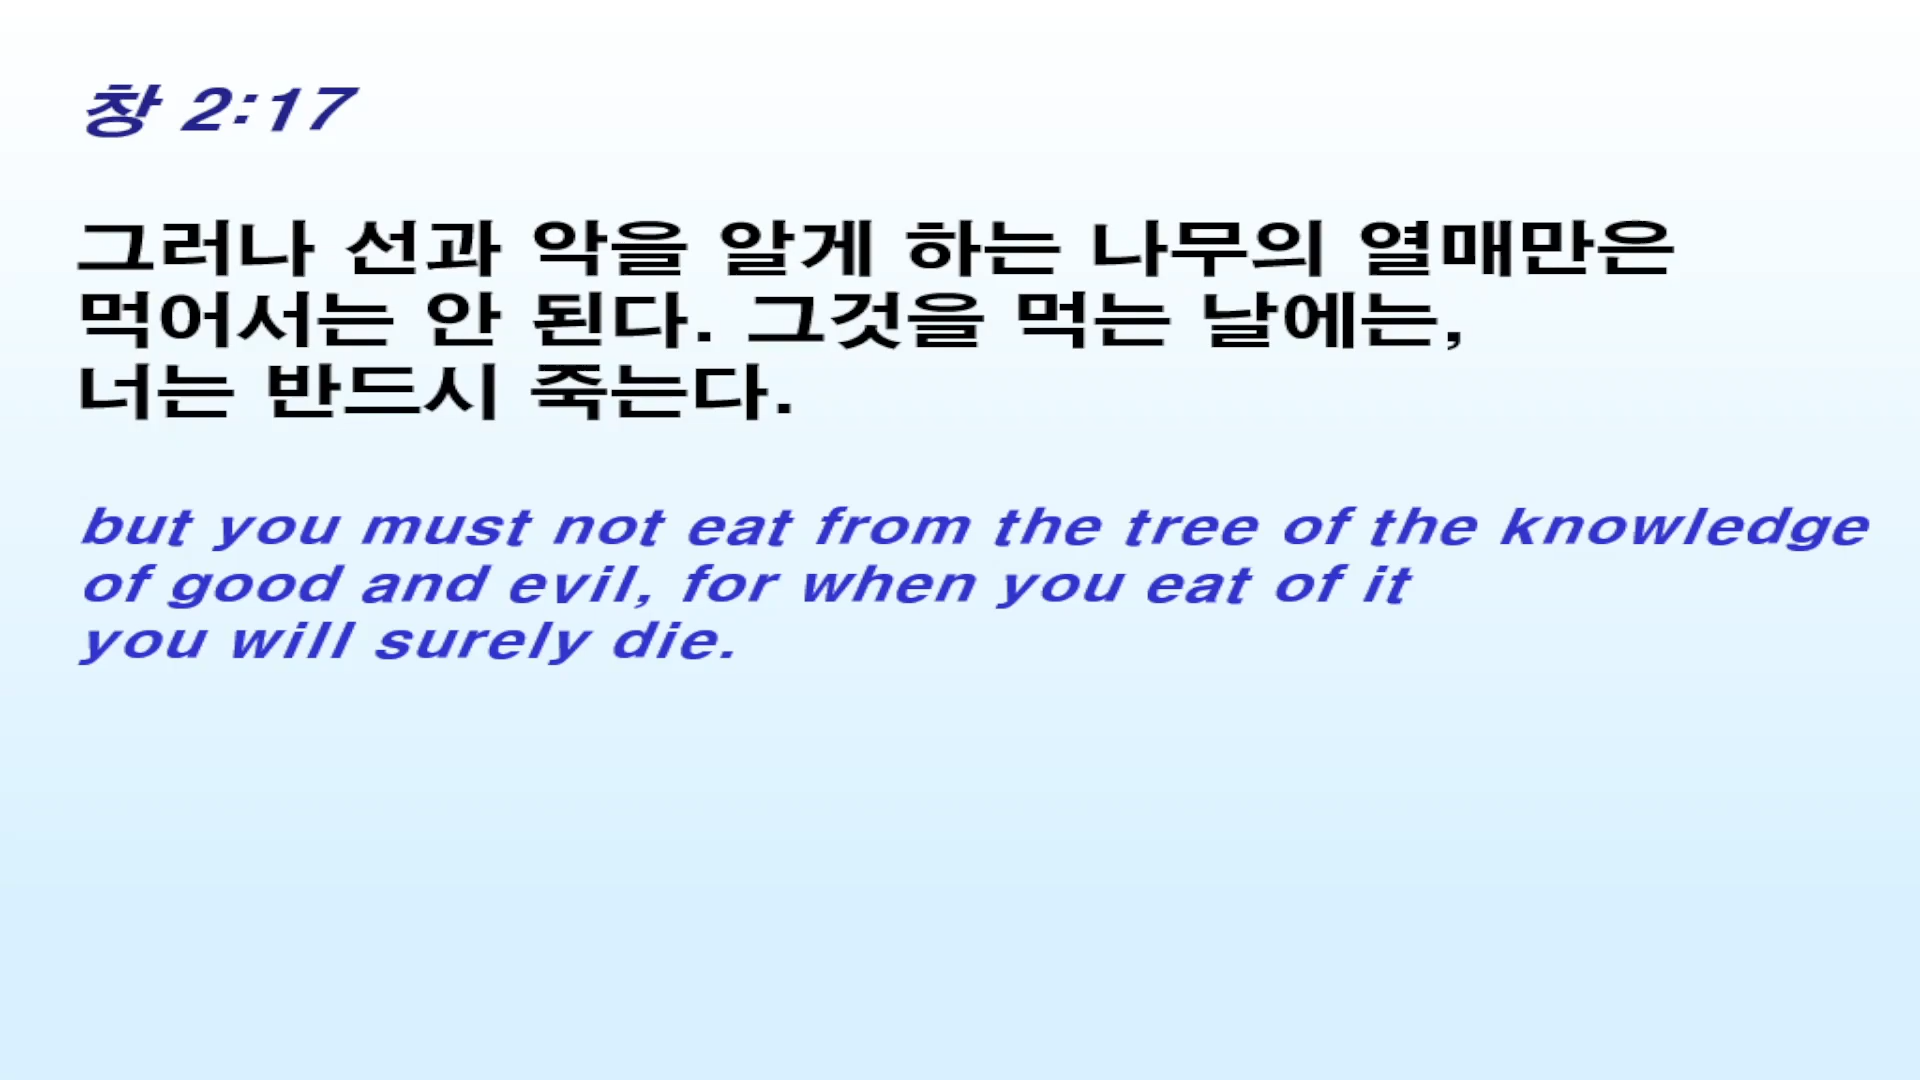 창 2:17
그러나 선과 악을 알게 하는 나무의 열매만은
먹어서는 안 된다. 그것을 먹는 날에는,
너는 반드시 죽는다.
but you must not eat from the tree of the knowledge
of good and evil, for when you eat of it
you will surely die.